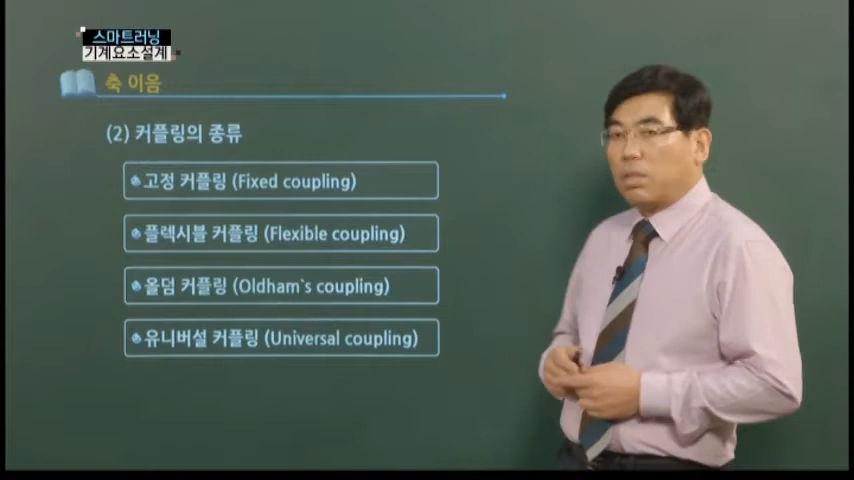 스마트러닝
기계요소설계
축 이음
(2) 커플링의 종류
고정 커플링 (Fixed coupling)
플렉시블 커플링 (Flexible coupling)
올덤 커플링 (Oldham`s coupling)
유니버설 커플링 (Universal coupling)